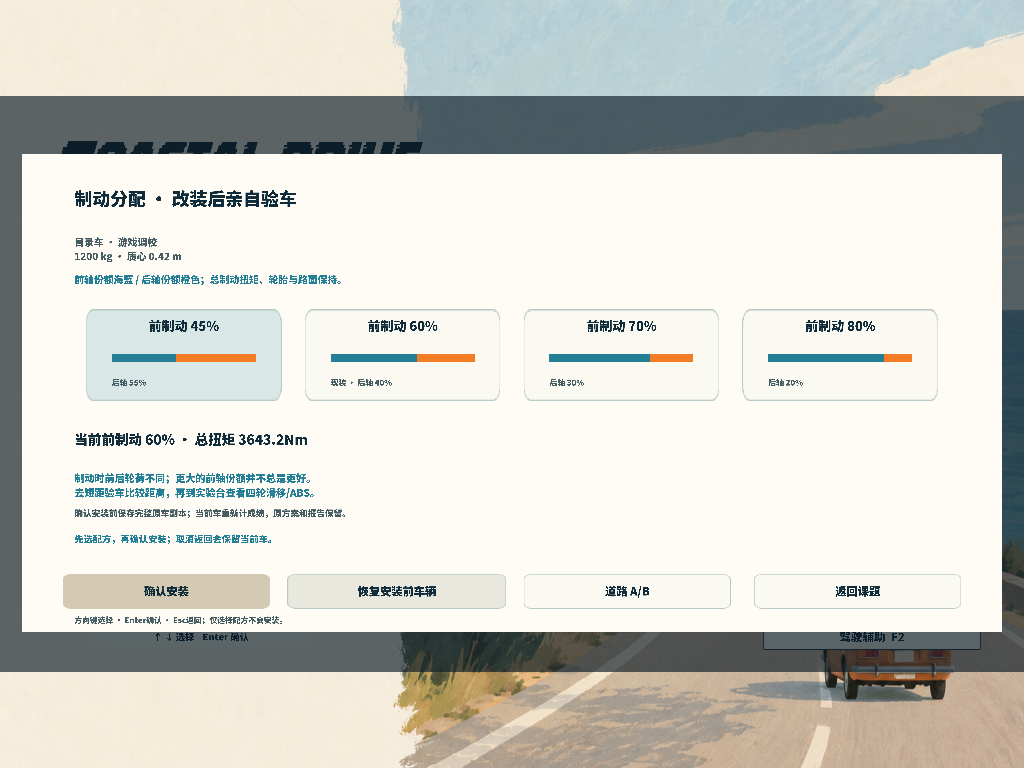 COASTAL DRIVE
制动分配 · 改装后亲自验车
目录车 · 游戏调校
1200 kg · 质心 0.42 m
前轴份额海蓝 / 后轴份额橙色；总制动扭矩、轮胎与路面保持。
前制动 45%
后轴 55%
前制动 60%
现装 · 后轴 40%
前制动 70%
后轴 30%
前制动 80%
后轴 20%
当前前制动 60% · 总扭矩 3643.2Nm
制动时前后轮荷不同；更大的前轴份额并不总是更好。
去短距验车比较距离，再到实验台查看四轮滑移/ABS。
确认安装前保存完整原车副本；当前车重新计成绩，原方案和报告保留。
先选配方，再确认安装；取消返回去保留当前车。
确认安装
恢复安装前车辆
道路 A/B
返回课题
方向键选择 · Enter确认 · Esc返回；仅选择配方不会安装。
↑ ↓ 选择 Enter 确认
驾驶辅助 F2